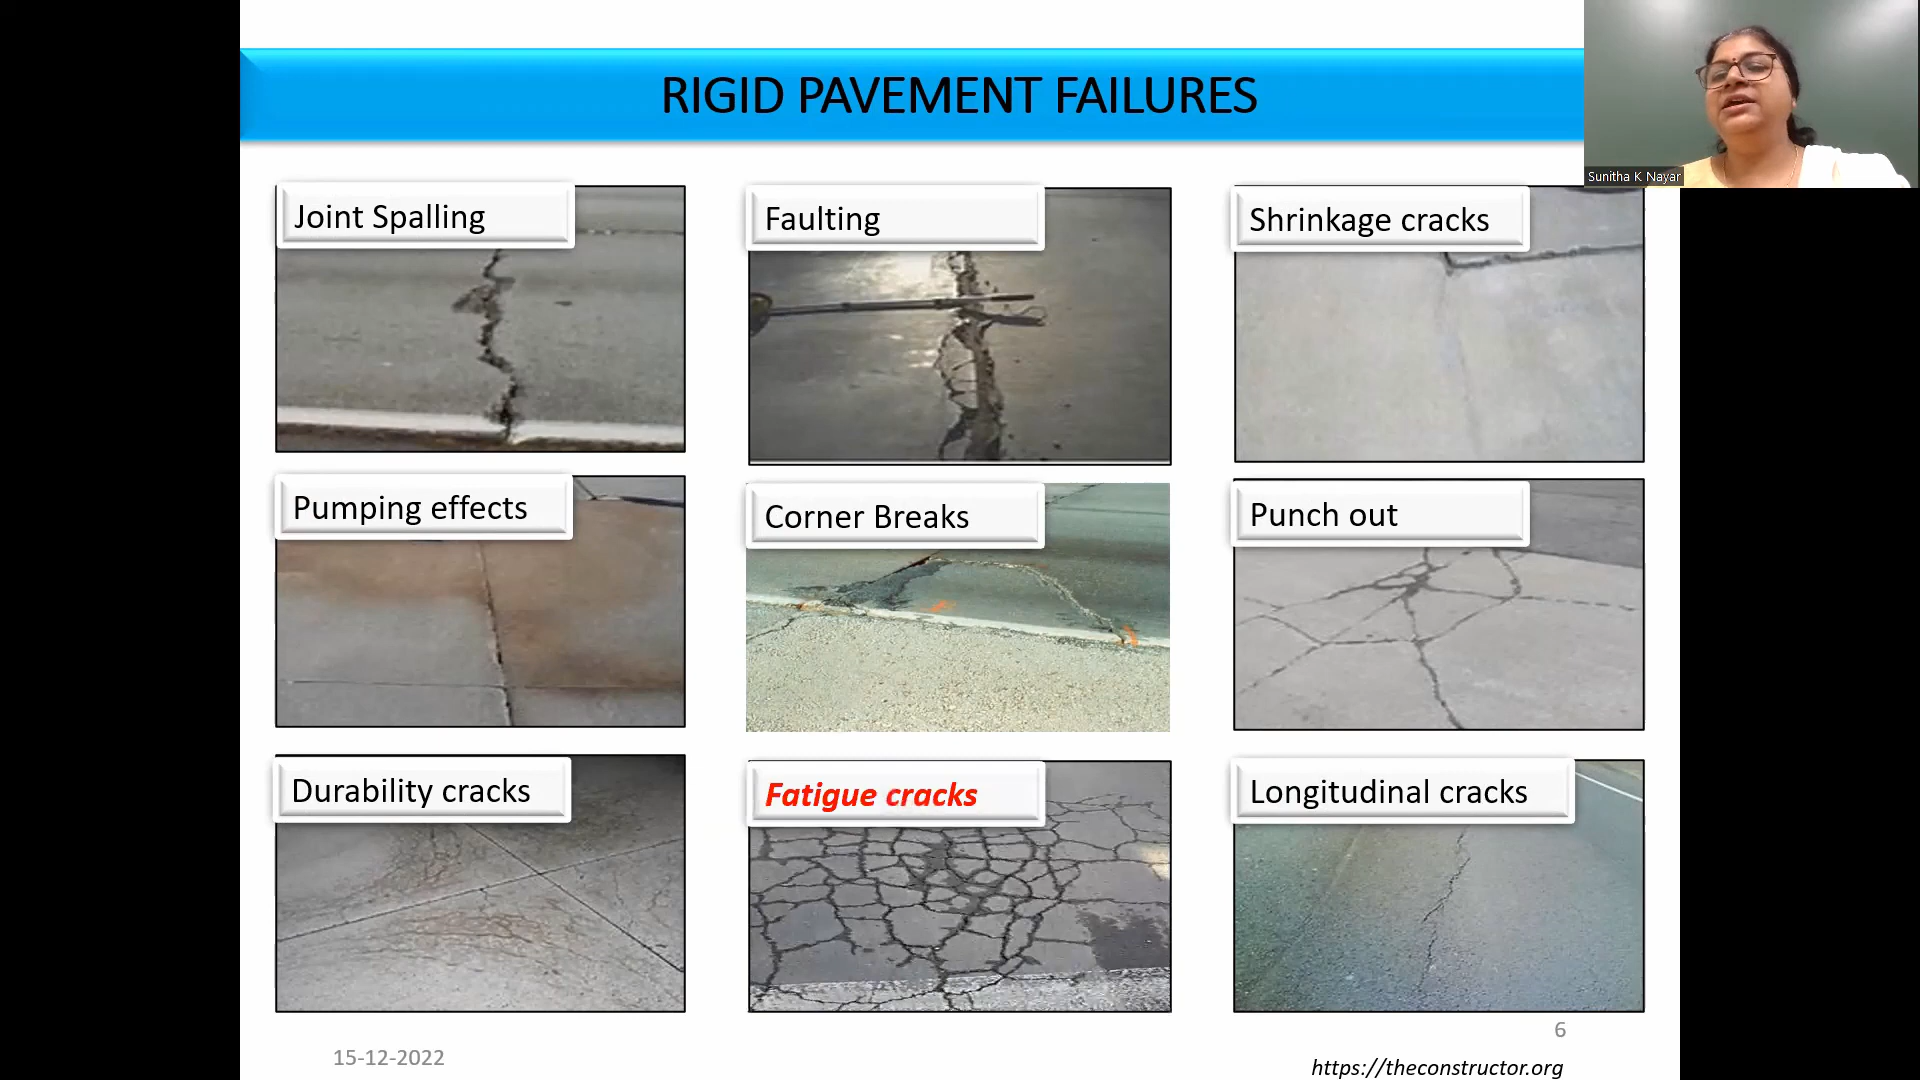 RIGID PAVEMENT FAILURES
Sunitha K Nayar
Joint Spalling
Faulting
Shrinkage cracks
Pumping effects
Corner Breaks
Punch out
Durability cracks
Fatigue cracks
Longitudinal cracks
6
15-12-2022
https://theconstructor.org